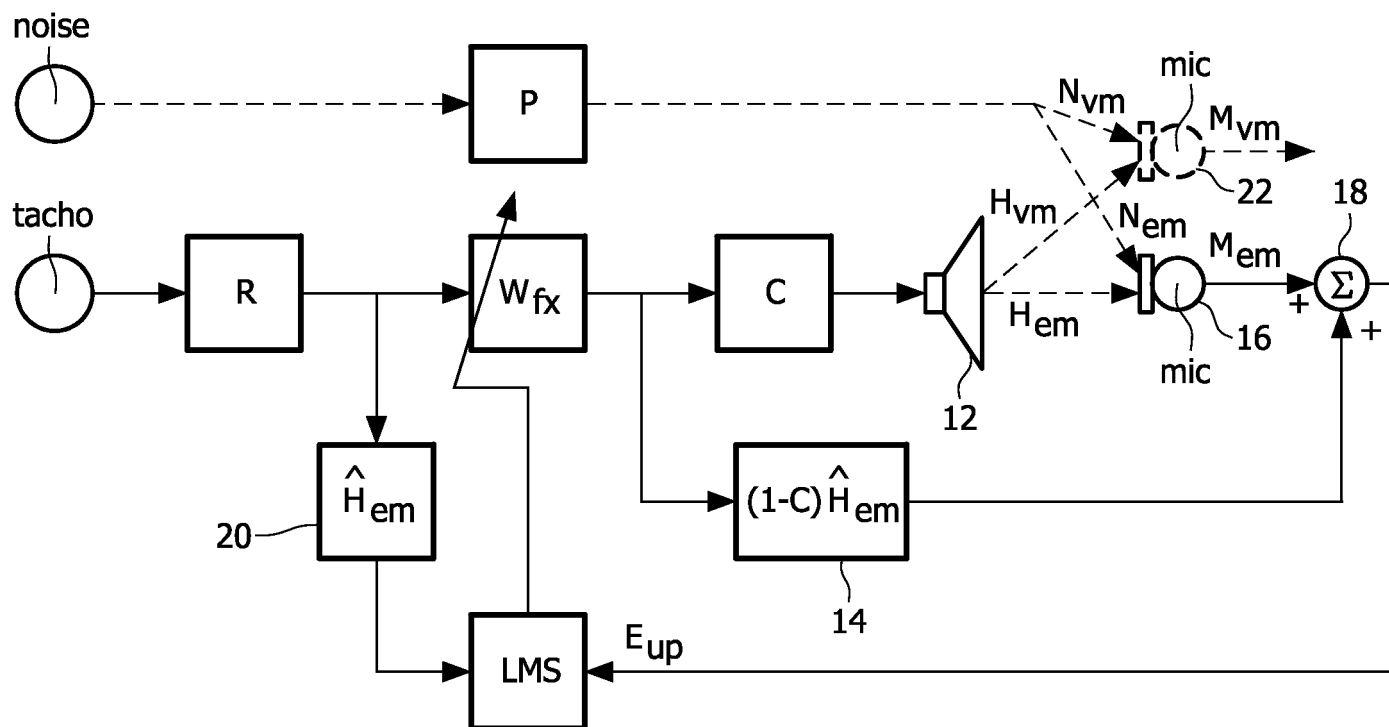 noise
P
N_vm
mic
M_vm
22
18
tacho
R
W_fx
C
H_vm
N_em
M_em
Σ
+
+
H_em
12
mic
16
Ĥ_em
20
(1-C) Ĥ_em
14
LMS
E_up